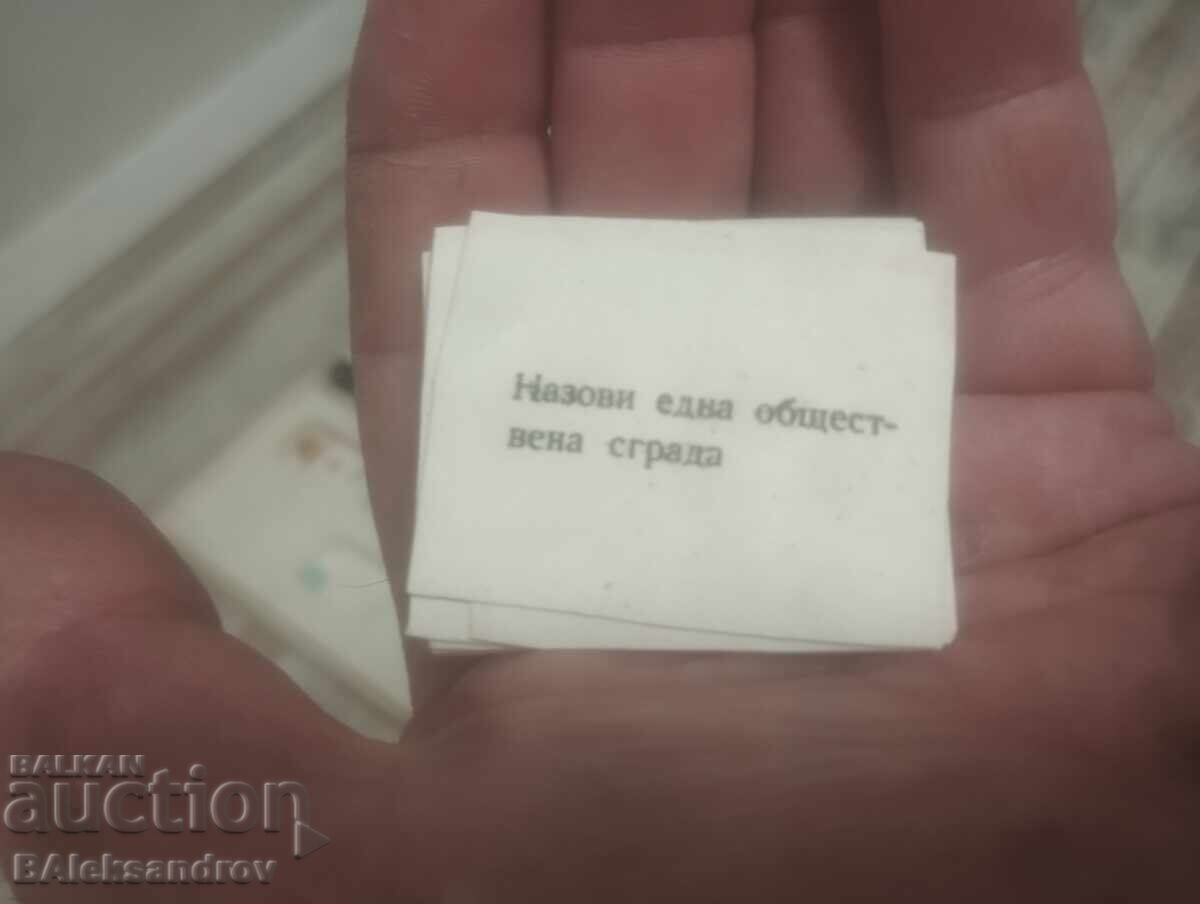 Назови една общест-
вена сграда
BALKAN
auction
BAleksandrov